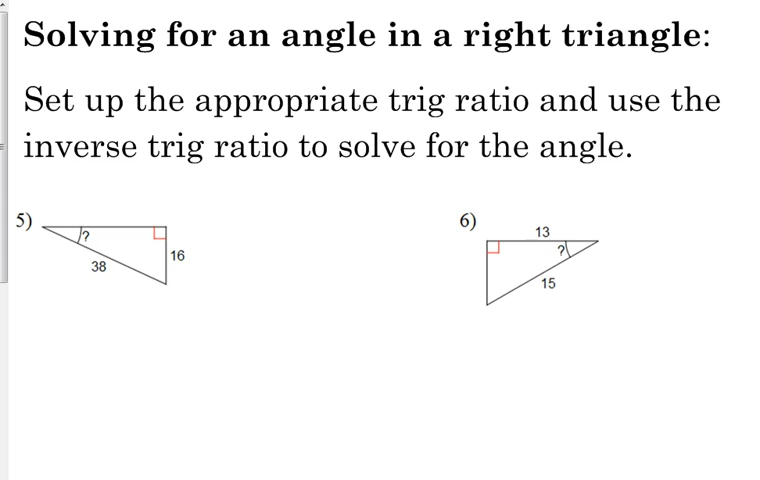 Solving for an angle in a right triangle:
Set up the appropriate trig ratio and use the
inverse trig ratio to solve for the angle.
5)
?
16
38
6)
13
?
15